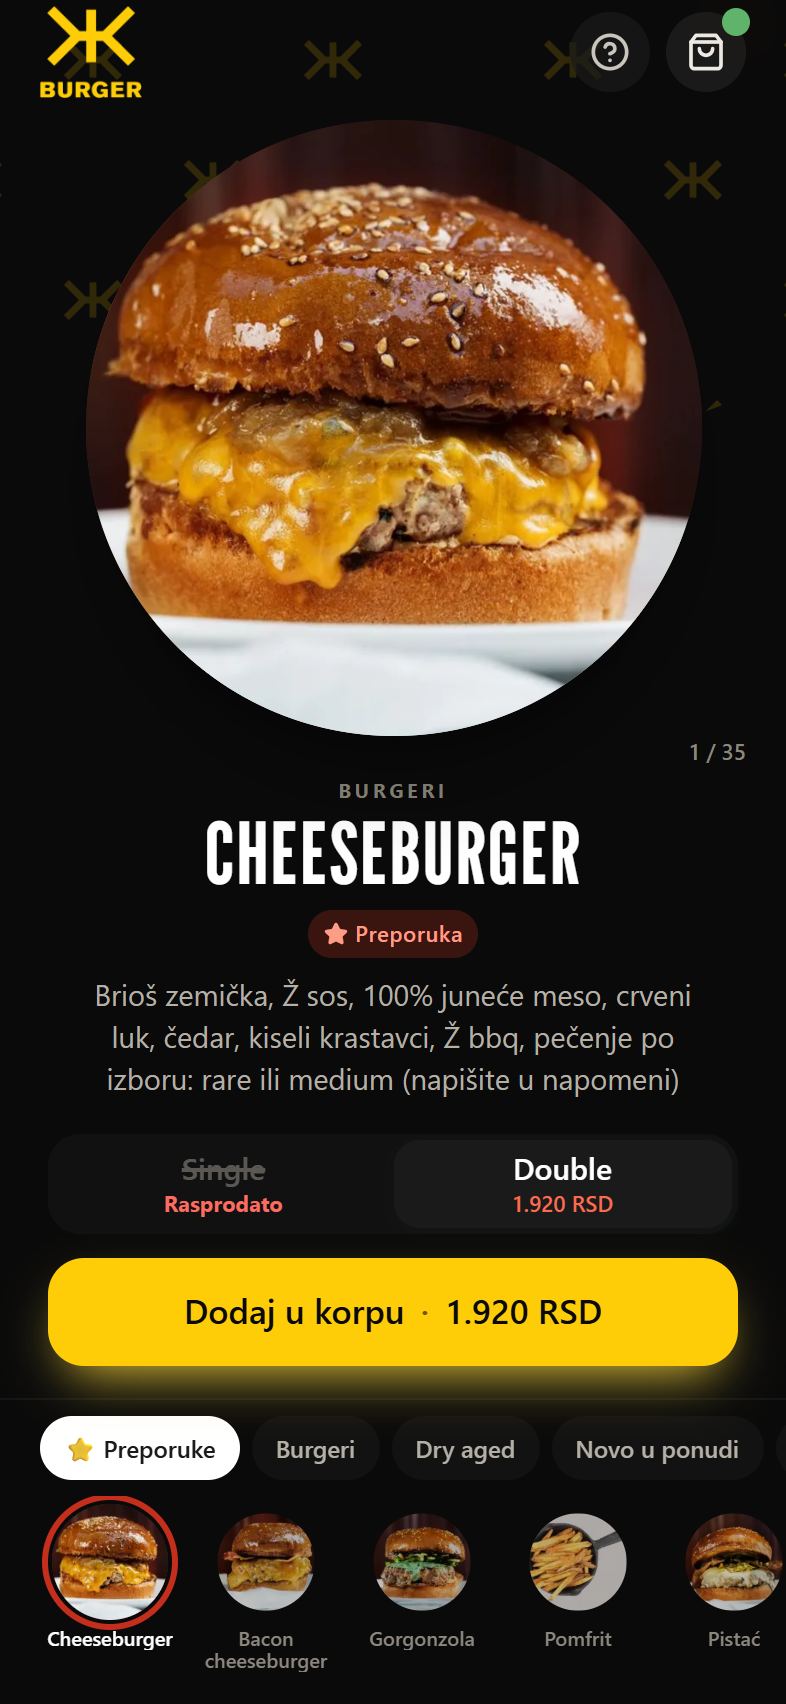 BURGER
1 / 35
BURGERI
CHEESEBURGER
Preporuka
Brioš zemička, Ž sos, 100% juneće meso, crveni
luk, čedar, kiseli krastavci, Ž bbq, pečenje po
izboru: rare ili medium (napišite u napomeni)
Single
Rasprodato
Double
1.920 RSD
Dodaj u korpu · 1.920 RSD
Preporuke
Burgeri
Dry aged
Novo u ponudi
Cheeseburger
Bacon
cheeseburger
Gorgonzola
Pomfrit
Pistać